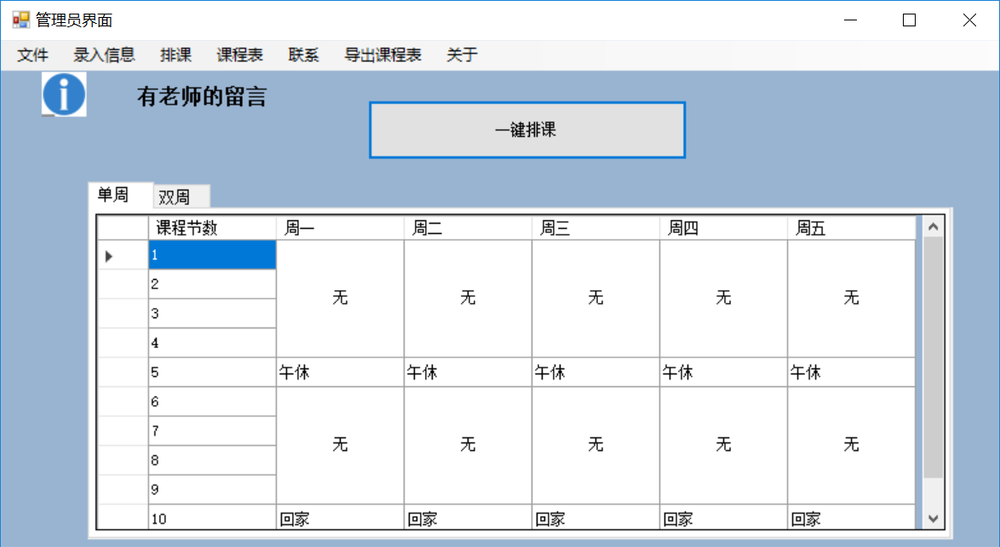 管理员界面
文件 录入信息 排课 课程表 联系 导出课程表 关于
有老师的留言
一键排课
单周 双周
课程节数 周一 周二 周三 周四 周五
1
2
无 无 无 无 无
3
4
5 午休 午休 午休 午休 午休
6
7
无 无 无 无 无
8
9
10 回家 回家 回家 回家 回家